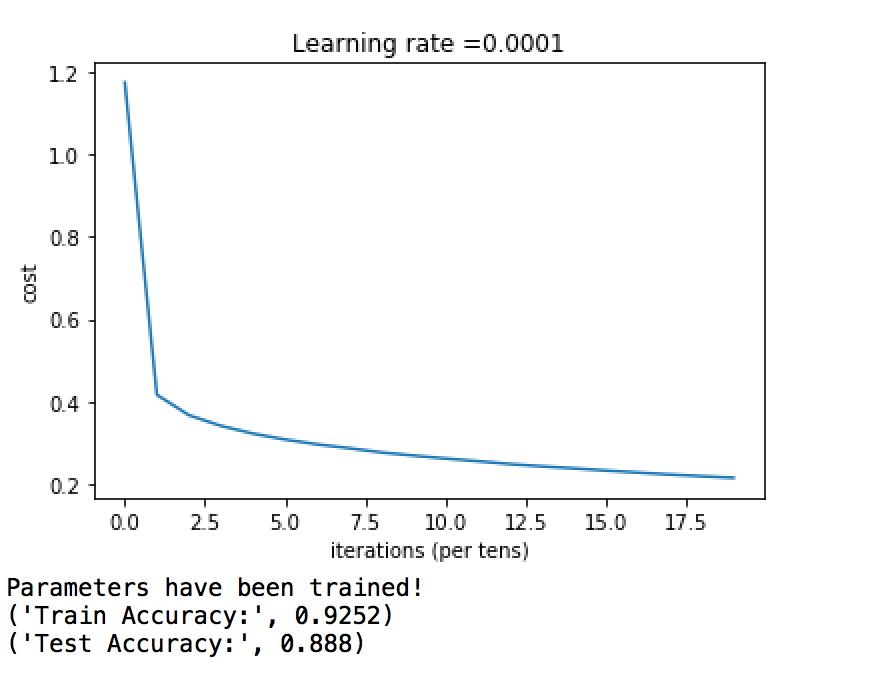 Learning rate =0.0001
1.2
1.0
0.8
0.6
0.4
0.2
cost
0.0 2.5 5.0 7.5 10.0 12.5 15.0 17.5
iterations (per tens)
Parameters have been trained!
('Train Accuracy:', 0.9252)
('Test Accuracy:', 0.888)